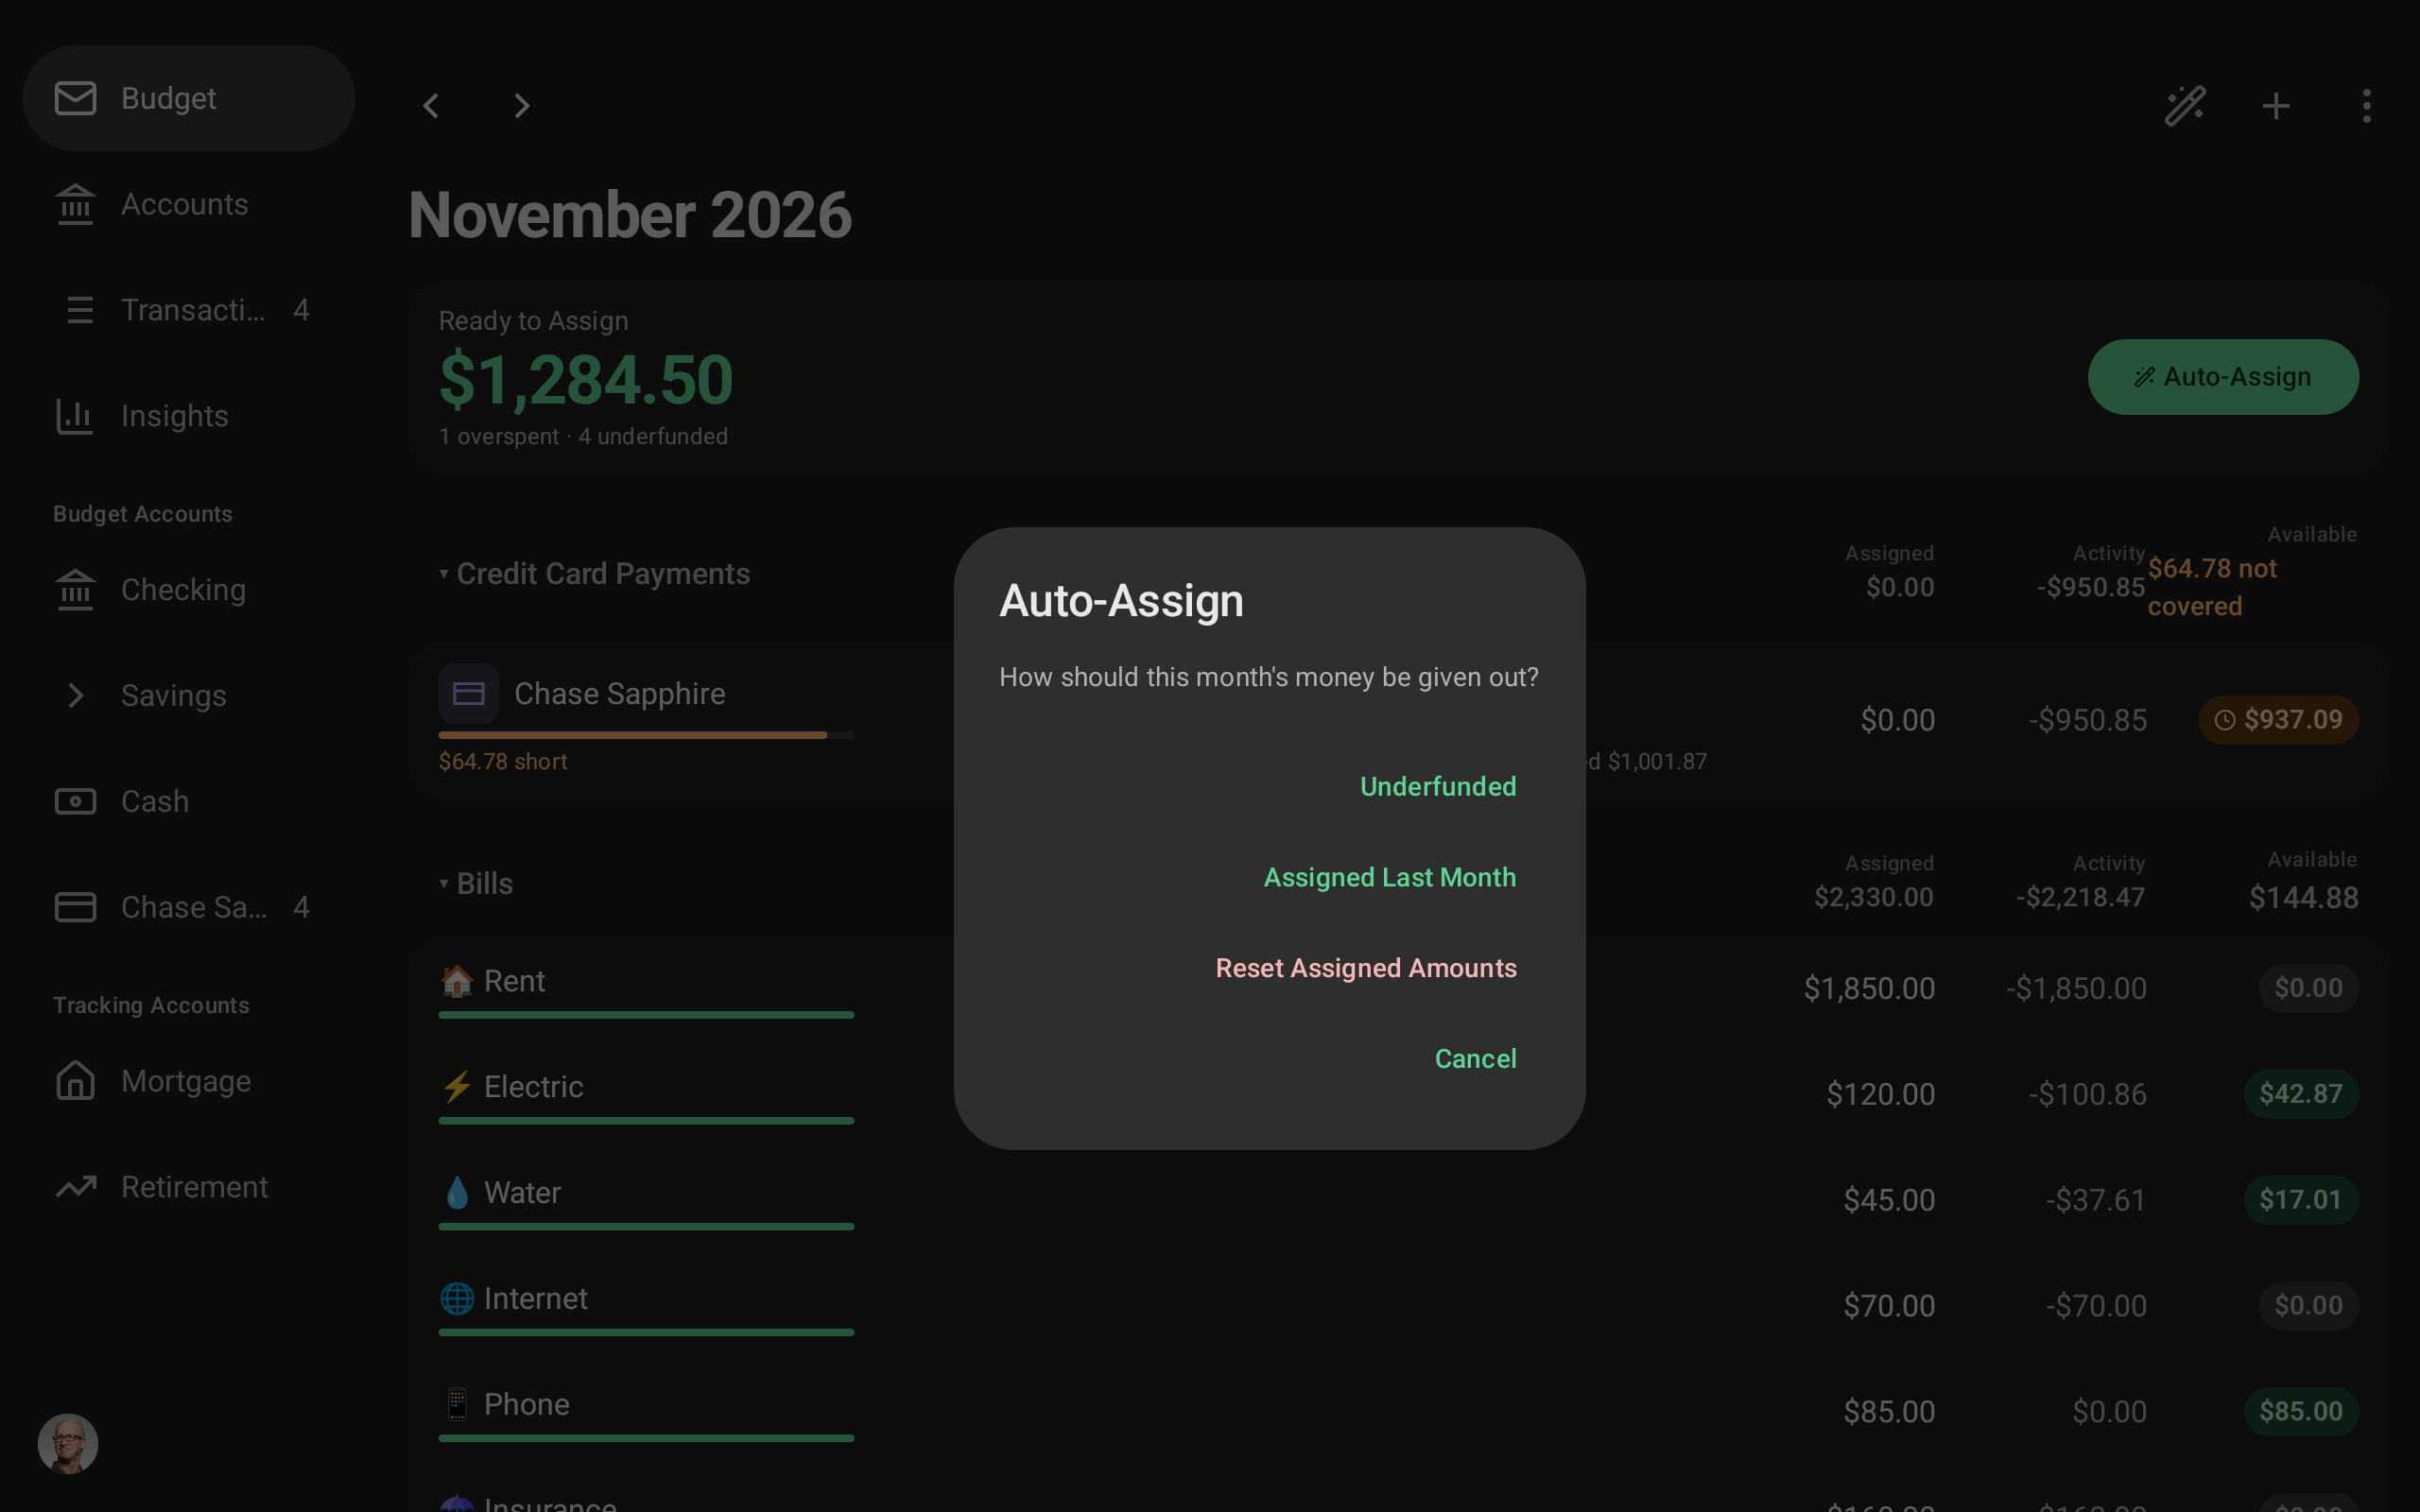 Budget
Accounts
Transacti... 4
Insights
Budget Accounts
Checking
Savings
Cash
Chase Sa... 4
Tracking Accounts
Mortgage
Retirement
November 2026
Ready to Assign
$1,284.50
1 overspent · 4 underfunded
Auto-Assign
Credit Card Payments
Assigned
$0.00
Activity
-$950.85
Available
$64.78 not
covered
Chase Sapphire
$0.00
-$950.85
$937.09
$64.78 short
$1,001.87
Auto-Assign
How should this month's money be given out?
Underfunded
Assigned Last Month
Reset Assigned Amounts
Cancel
Bills
Assigned
$2,330.00
Activity
-$2,218.47
Available
$144.88
Rent
$1,850.00
-$1,850.00
$0.00
Electric
$120.00
-$100.86
$42.87
Water
$45.00
-$37.61
$17.01
Internet
$70.00
-$70.00
$0.00
Phone
$85.00
$0.00
$85.00
Insurance